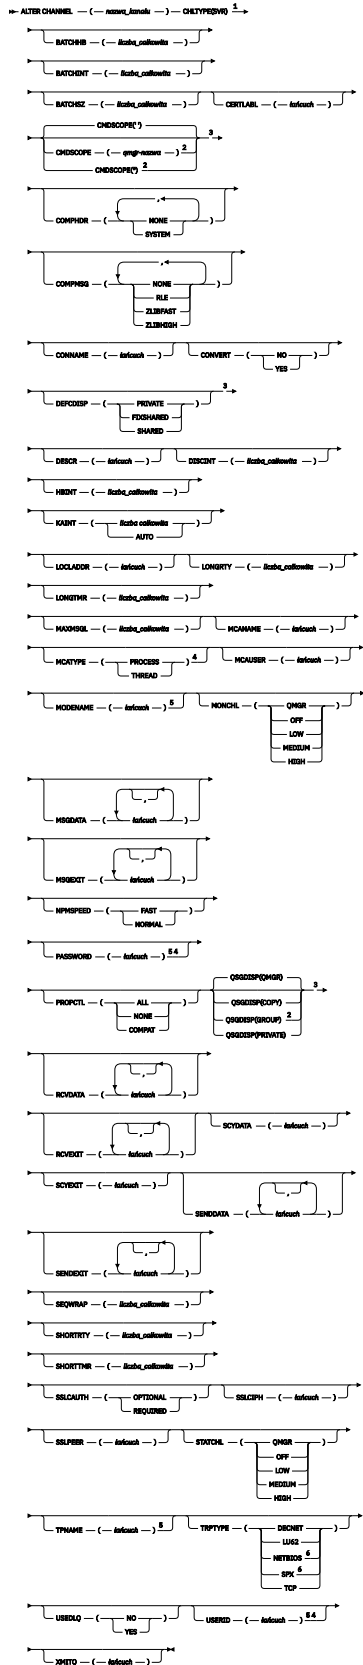 ALTER CHANNEL ( nazwa_kanału ) CHLTYPE(SVR) 1
BATCHHB ( liczba_całkowita )
BATCHINT ( liczba_całkowita )
BATCHSZ ( liczba_całkowita ) CERTLABL ( łańcuch )
CMDSCOPE(' ')
CMDSCOPE ( qmgr-nazwa ) 2 3
CMDSCOPE(*) 2
,
COMPHDR ( NONE )
SYSTEM
,
COMPMSG ( NONE )
RLE
ZLIBFAST
ZLIBHIGH
CONNAME ( łańcuch ) CONVERT ( NO )
YES
DEFCDISP ( PRIVATE ) 3
FIXSHARED
SHARED
DESCR ( łańcuch ) DISCINT ( liczba_całkowita )
HBINT ( liczba_całkowita )
KAINT ( liczba całkowita )
AUTO
LOCLADDR ( łańcuch ) LONGRTY ( liczba_całkowita )
LONGTMR ( liczba_całkowita )
MAXMSGL ( liczba_całkowita ) MCANAME ( łańcuch )
MCATYPE ( PROCESS ) 4 MCAUSER ( łańcuch )
THREAD
MODENAME ( łańcuch ) 5 MONCHL ( QMGR )
OFF
LOW
MEDIUM
HIGH
,
MSGDATA ( łańcuch )
,
MSGEXIT ( łańcuch )
NPMSPEED ( FAST )
NORMAL
PASSWORD ( łańcuch ) 5 4
QSGDISP(QMGR)
PROPCTL ( ALL ) QSGDISP(COPY) 3
NONE QSGDISP(GROUP) 2
COMPAT QSGDISP(PRIVATE)
,
RCVDATA ( łańcuch )
,
RCVEXIT ( łańcuch ) SCYDATA ( łańcuch )
,
SCYEXIT ( łańcuch ) SENDDATA ( łańcuch )
,
SENDEXIT ( łańcuch )
SEQWRAP ( liczba_całkowita )
SHORTRTY ( liczba_całkowita )
SHORTTMR ( liczba_całkowita )
SSLCAUTH ( OPTIONAL ) SSLCIPH ( łańcuch )
REQUIRED
SSLPEER ( łańcuch ) STATCHL ( QMGR )
OFF
LOW
MEDIUM
HIGH
TPNAME ( łańcuch ) 5 TRPTYPE ( DECNET )
LU62
NETBIOS 6
SPX 6
TCP
USEDLQ ( NO ) USERID ( łańcuch ) 5 4
YES
XMITQ ( łańcuch )